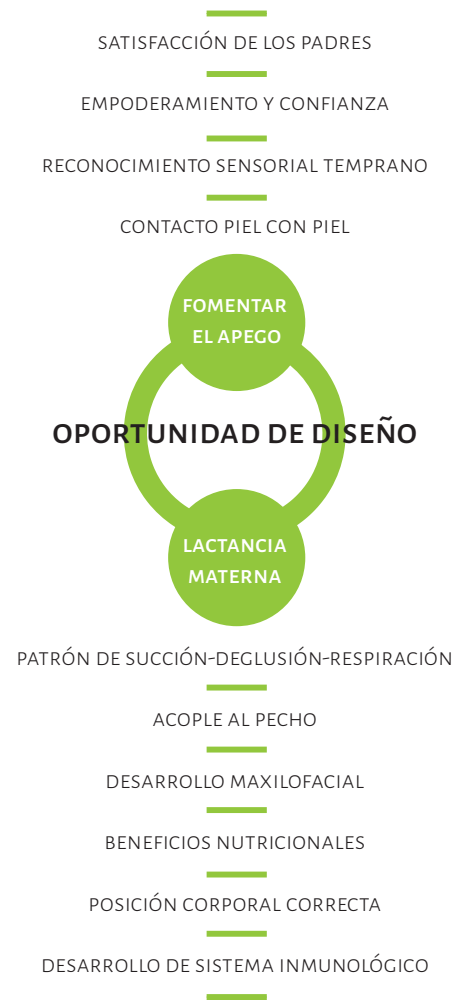 SATISFACCIÓN DE LOS PADRES
EMPODERAMIENTO Y CONFIANZA
RECONOCIMIENTO SENSORIAL TEMPRANO
CONTACTO PIEL CON PIEL
FOMENTAR
EL APEGO
OPORTUNIDAD DE DISEÑO
LACTANCIA
MATERNA
PATRÓN DE SUCCIÓN-DEGLUSIÓN-RESPIRACIÓN
ACOPLE AL PECHO
DESARROLLO MAXILOFACIAL
BENEFICIOS NUTRICIONALES
POSICIÓN CORPORAL CORRECTA
DESARROLLO DE SISTEMA INMUNOLÓGICO